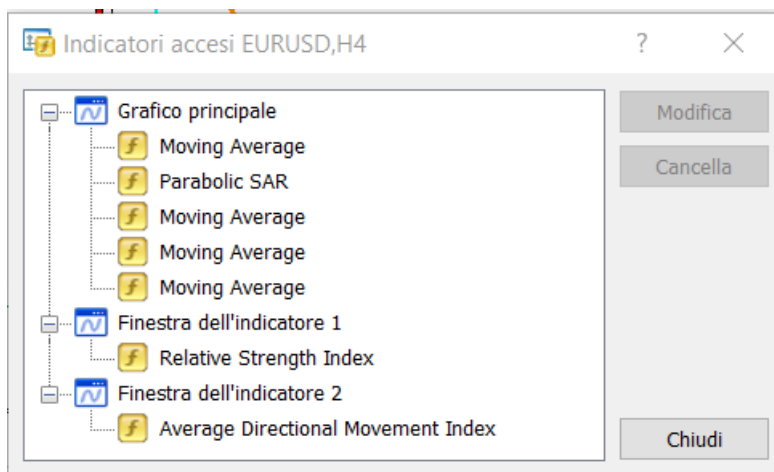 Indicatori accesi EURUSD,H4
?
Grafico principale
Moving Average
Parabolic SAR
Moving Average
Moving Average
Moving Average
Finestra dell'indicatore 1
Relative Strength Index
Finestra dell'indicatore 2
Average Directional Movement Index
Modifica
Cancella
Chiudi